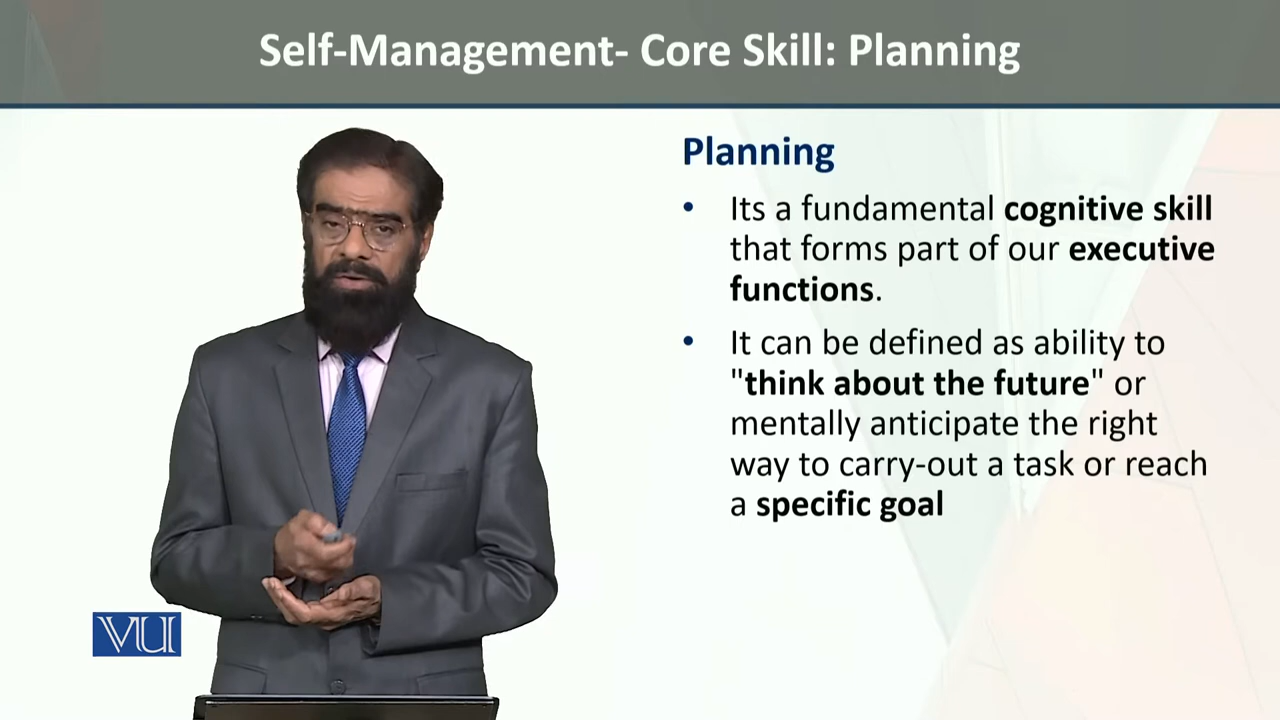 Self-Management- Core Skill: Planning
Planning
• Its a fundamental cognitive skill
that forms part of our executive
functions.
• It can be defined as ability to
"think about the future" or
mentally anticipate the right
way to carry-out a task or reach
a specific goal
VU